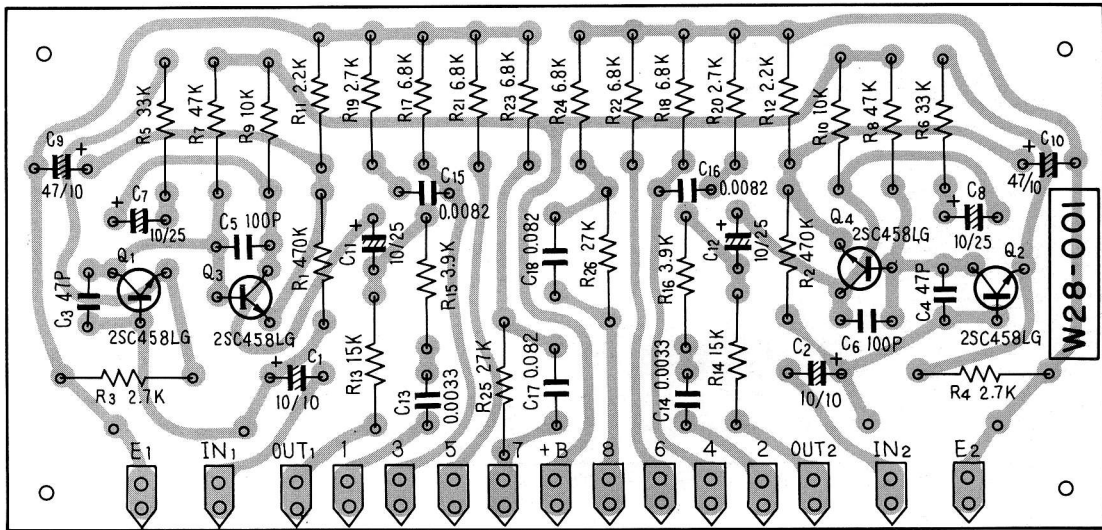 R5 33K
R7 47K
R9 10K
R11 2.2K
R19 2.7K
R17 6.8K
R21 6.8K
R23 6.8K
R24 6.8K
R22 6.8K
R18 6.8K
R20 2.7K
R12 2.2K
R10 10K
R8 47K
R6 33K
C9
+
47/10
C10
+
47/10
C7
+
10/25
C5 100P
C15
0.0082
C16
0.0082
C8
+
10/25
Q1
2SC458LG
Q3
2SC458LG
Q4
2SC458LG
Q2
2SC458LG
C3 47P
R1 470K
C11
+
10/25
R15 3.9K
C18 0.082
R26 27K
R16 3.9K
C12
+
10/25
R2 470K
C4 47P
C6 100P
R3 2.7K
C1
+
10/10
R13 15K
C13 0.0033
R25 27K
C17 0.082
C14 0.0033
R14 15K
C2
+
10/10
R4 2.7K
W28-001
E1 IN1 OUT1 1 3 5 7 +B 8 6 4 2 OUT2 IN2 E2